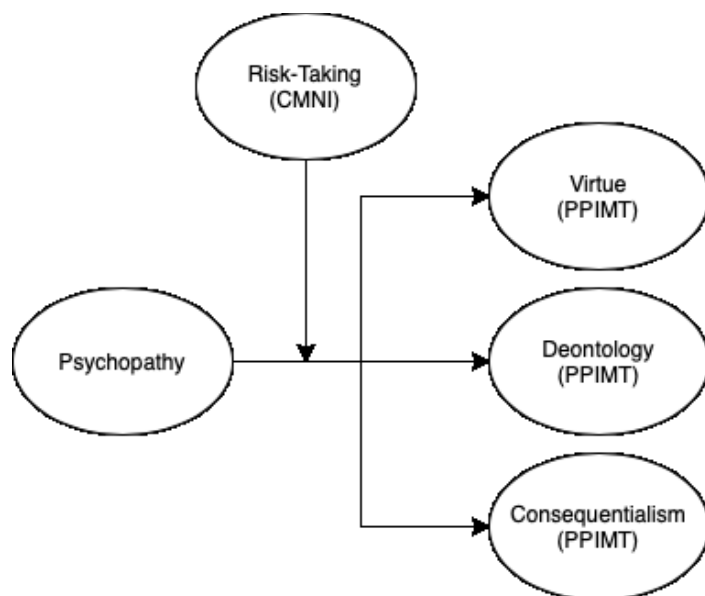 Risk-Taking
(CMNI)
Virtue
(PPIMT)
Psychopathy
Deontology
(PPIMT)
Consequentialism
(PPIMT)